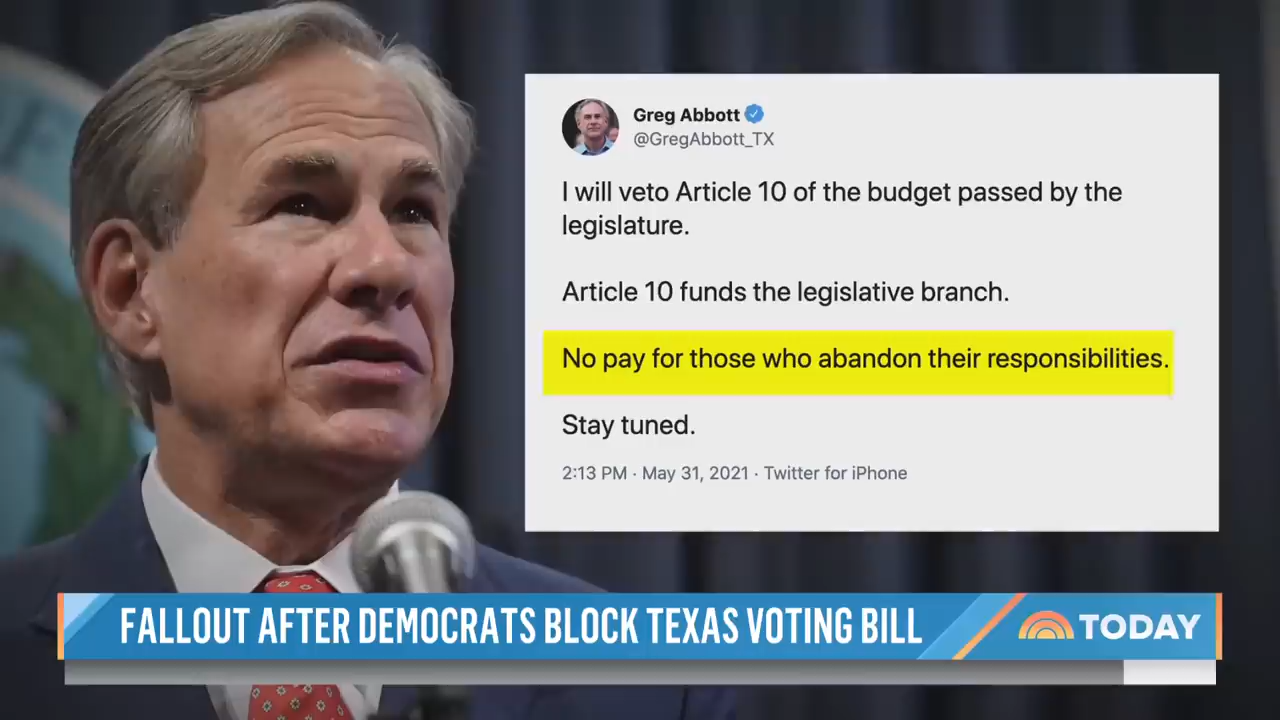 Greg Abbott
@GregAbbott_TX
I will veto Article 10 of the budget passed by the
legislature.
Article 10 funds the legislative branch.
No pay for those who abandon their responsibilities.
Stay tuned.
2:13 PM · May 31, 2021 · Twitter for iPhone
FALLOUT AFTER DEMOCRATS BLOCK TEXAS VOTING BILL
TODAY